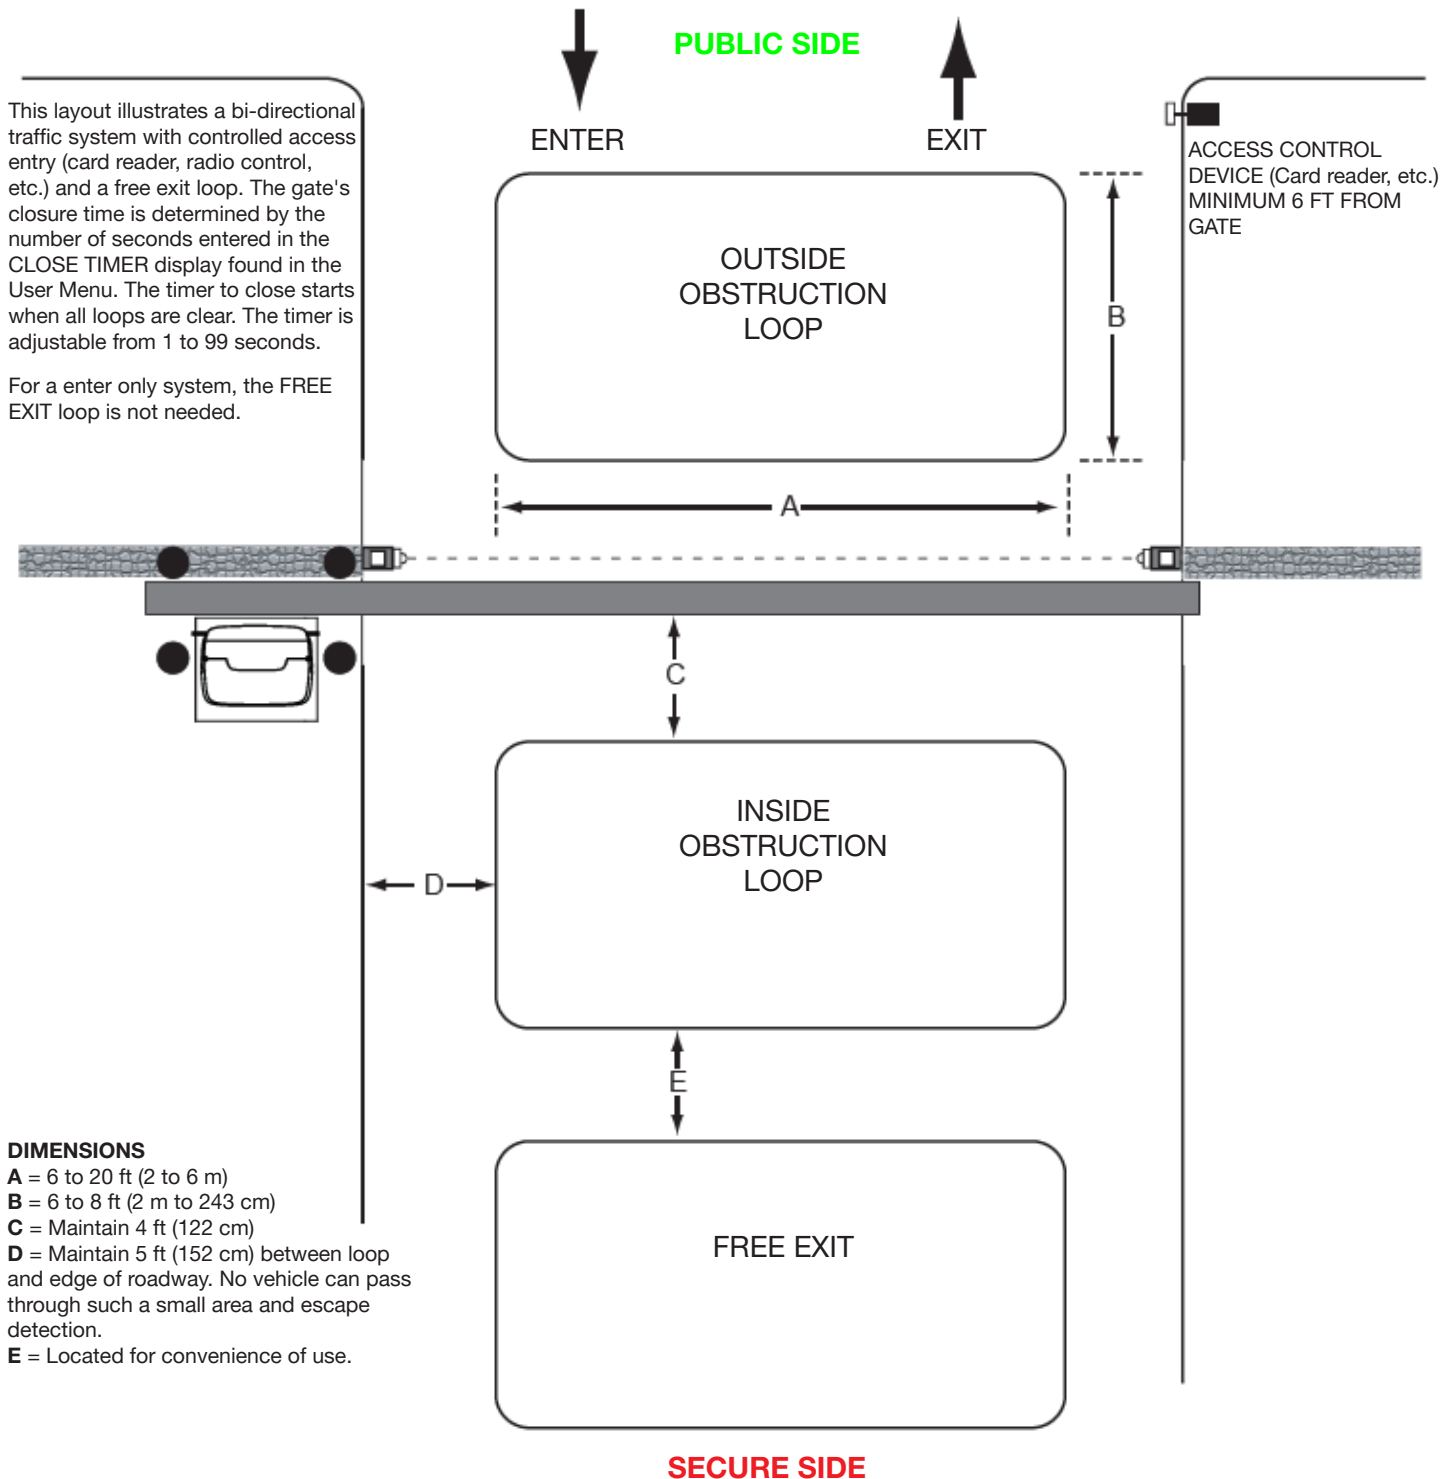 PUBLIC SIDE
ENTER
EXIT
This layout illustrates a bi-directional
traffic system with controlled access
entry (card reader, radio control,
etc.) and a free exit loop. The gate's
closure time is determined by the
number of seconds entered in the
CLOSE TIMER display found in the
User Menu. The timer to close starts
when all loops are clear. The timer is
adjustable from 1 to 99 seconds.
For a enter only system, the FREE
EXIT loop is not needed.
ACCESS CONTROL
DEVICE (Card reader, etc.)
MINIMUM 6 FT FROM
GATE
OUTSIDE
OBSTRUCTION
LOOP
B
A
C
INSIDE
OBSTRUCTION
LOOP
D
E
DIMENSIONS
A = 6 to 20 ft (2 to 6 m)
B = 6 to 8 ft (2 m to 243 cm)
C = Maintain 4 ft (122 cm)
D = Maintain 5 ft (152 cm) between loop
and edge of roadway. No vehicle can pass
through such a small area and escape
detection.
E = Located for convenience of use.
FREE EXIT
SECURE SIDE